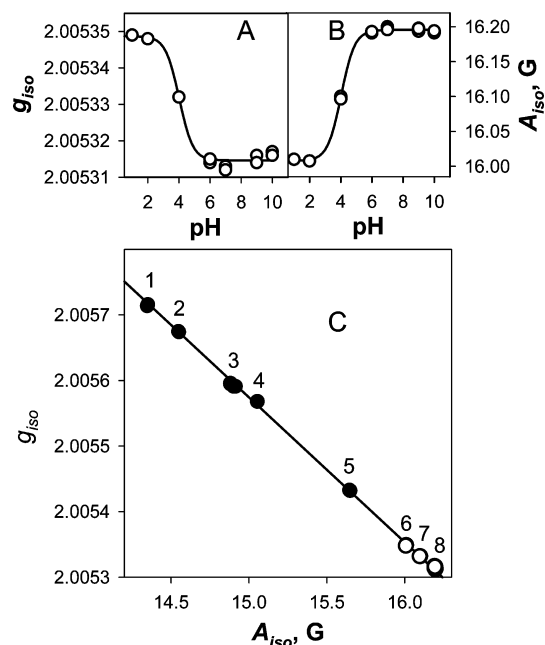 A
B
2.00535
2.00534
2.00533
2.00532
2.00531
g_iso
16.20
16.15
16.10
16.05
16.00
A_iso, G
2 4 6 8 10
2 4 6 8 10
pH
pH
C
1
2
3
4
5
6
7
8
2.0057
2.0056
2.0055
2.0054
2.0053
g_iso
14.5 15.0 15.5 16.0
A_iso, G